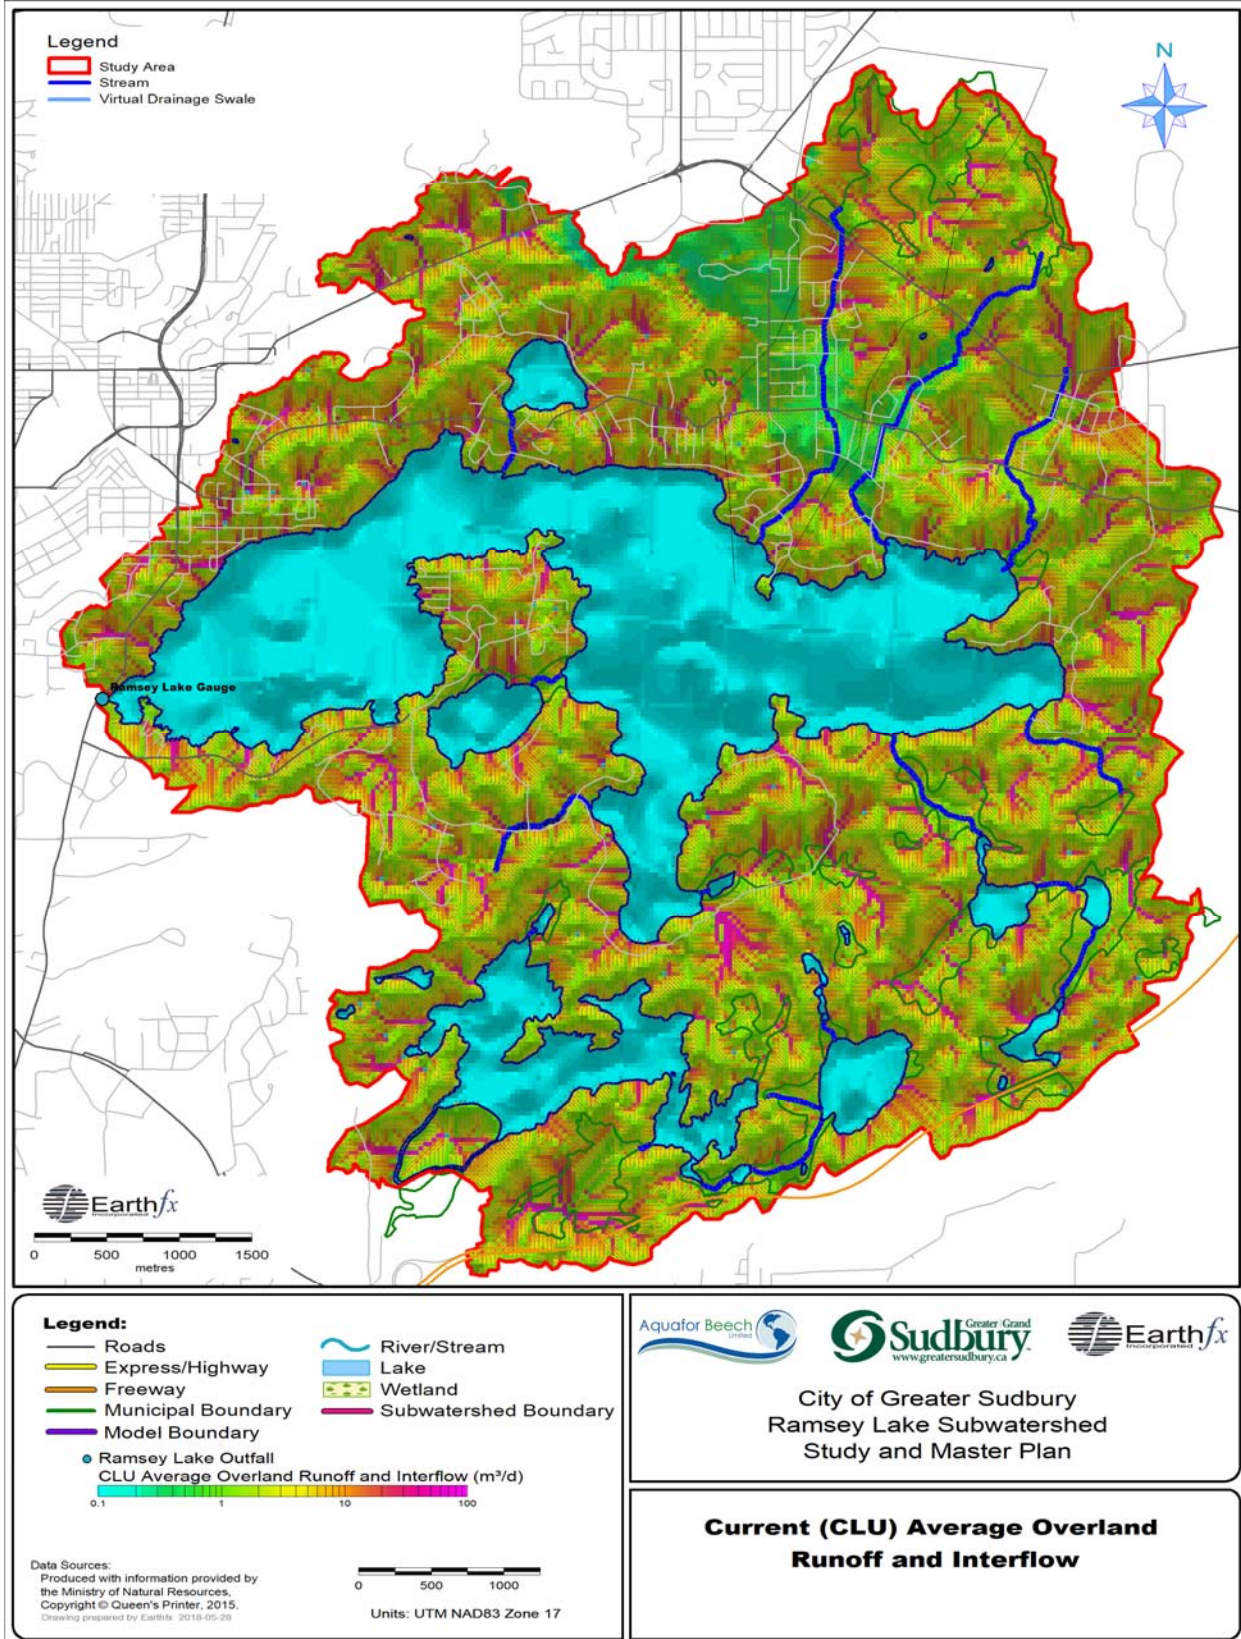 Legend
Study Area
Stream
Virtual Drainage Swale
N
Ramsey Lake Gauge
Earthfx
Incorporated
0 500 1000 1500
metres
Legend:
Roads
Express/Highway
Freeway
Municipal Boundary
Model Boundary
River/Stream
Lake
Wetland
Subwatershed Boundary
Ramsey Lake Outfall
CLU Average Overland Runoff and Interflow (m³/d)
0.1 1 10 100
Data Sources:
Produced with information provided by
the Ministry of Natural Resources,
Copyright © Queen's Printer, 2015.
Drawing prepared by Earthfx 2018-05-28
0 500 1000
Units: UTM NAD83 Zone 17
Aquafor Beech
Limited
Greater | Grand
Sudbury
www.greatersudbury.ca
Earthfx
Incorporated
City of Greater Sudbury
Ramsey Lake Subwatershed
Study and Master Plan
Current (CLU) Average Overland
Runoff and Interflow